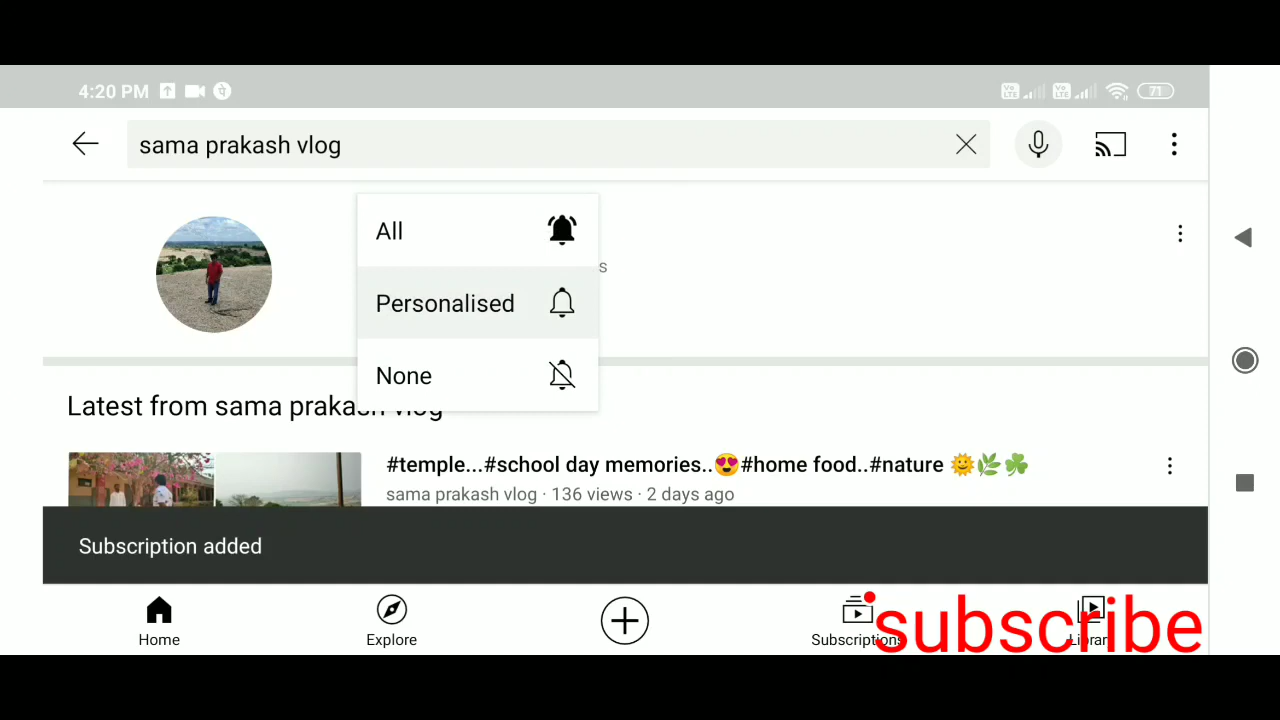 4:20 PM
71
sama prakash vlog
All
s
Personalised
None
Latest from sama prakash vlog
#temple...#school day memories..😍#home food..#nature 🌞🌿☘️
sama prakash vlog · 136 views · 2 days ago
Subscription added
Home
Explore
Subscriptions
Library
subscribe